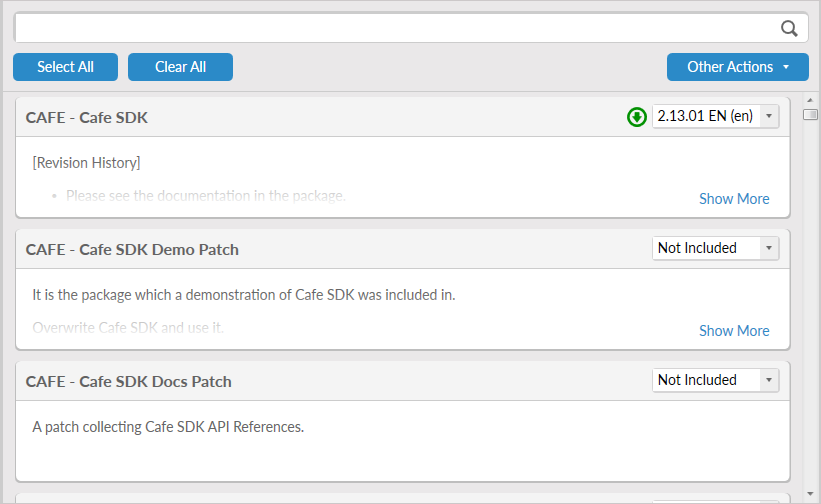 Select All
Clear All
Other Actions
CAFE - Cafe SDK
2.13.01 EN (en)
[Revision History]
• Please see the documentation in the package.
Show More
CAFE - Cafe SDK Demo Patch
Not Included
It is the package which a demonstration of Cafe SDK was included in.
Overwrite Cafe SDK and use it.
Show More
CAFE - Cafe SDK Docs Patch
Not Included
A patch collecting Cafe SDK API References.